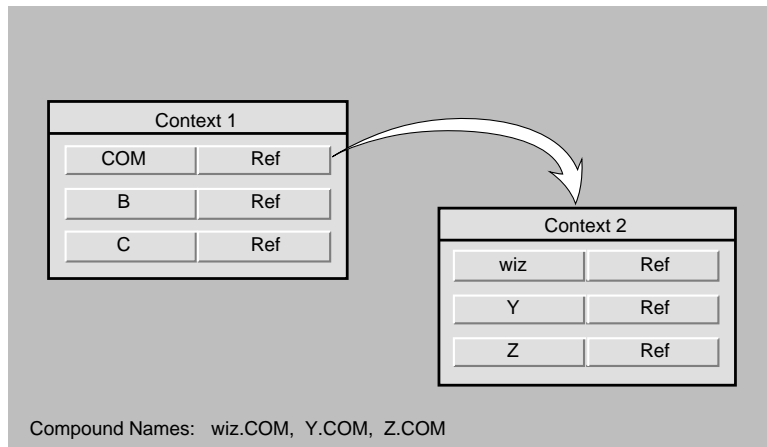 Context 1
COM Ref
B Ref
C Ref
Context 2
wiz Ref
Y Ref
Z Ref
Compound Names: wiz.COM, Y.COM, Z.COM